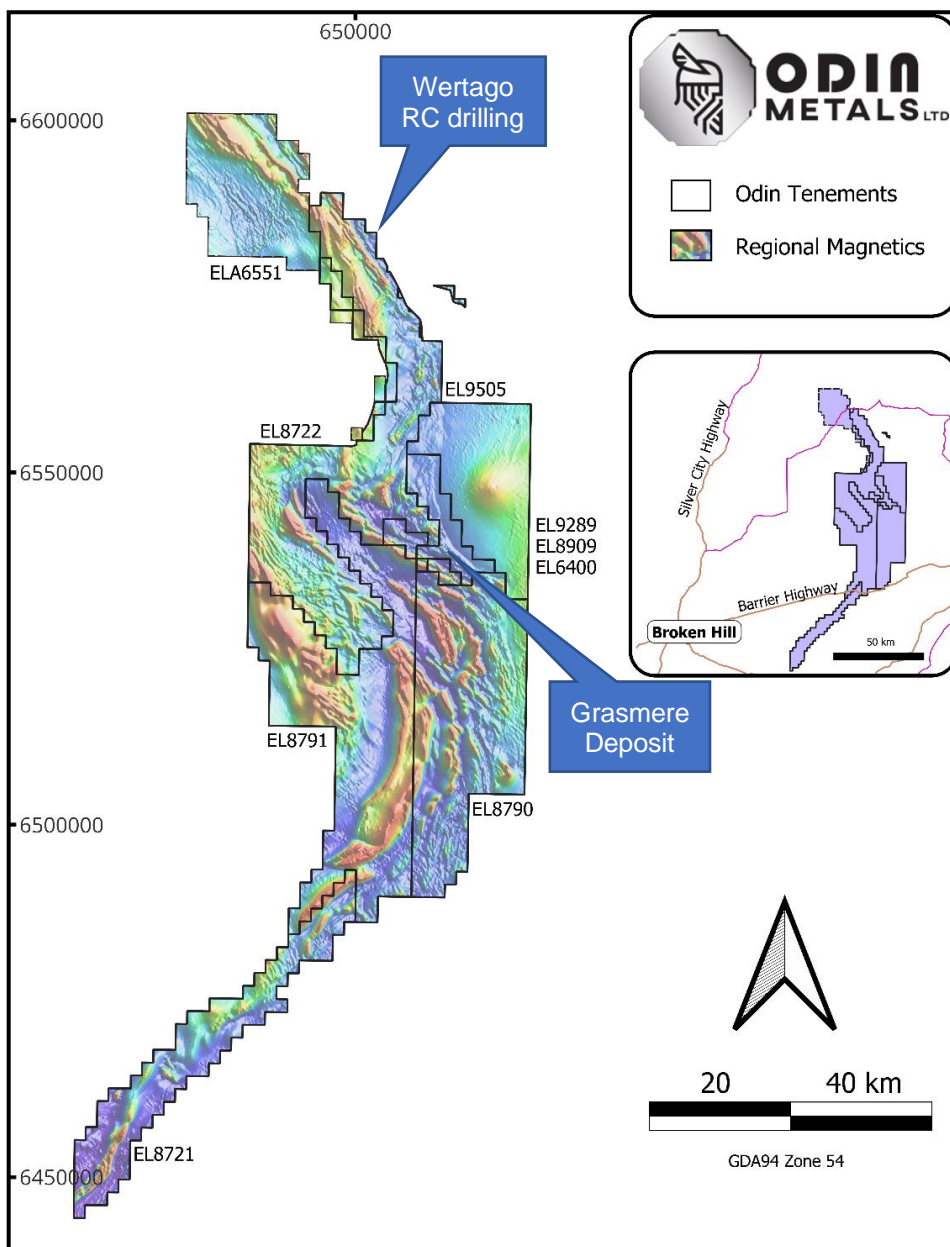 650000
6600000
6550000
6500000
6450000
Wertago
RC drilling
ODIN
METALS LTD
Odin Tenements
Regional Magnetics
ELA6551
EL9505
EL8722
EL9289
EL8909
EL6400
Grasmere
Deposit
EL8791
EL8790
EL8721
Silver City Highway
Barrier Highway
Broken Hill
50 km
20
40 km
GDA94 Zone 54